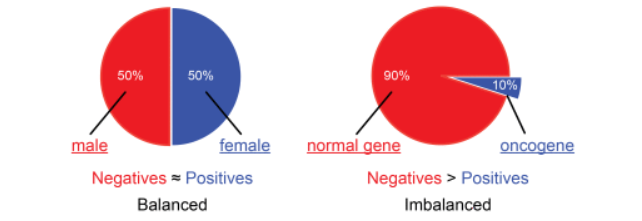 50% 50%
male female
Negatives ≈ Positives
Balanced
90% 10%
normal gene oncogene
Negatives > Positives
Imbalanced